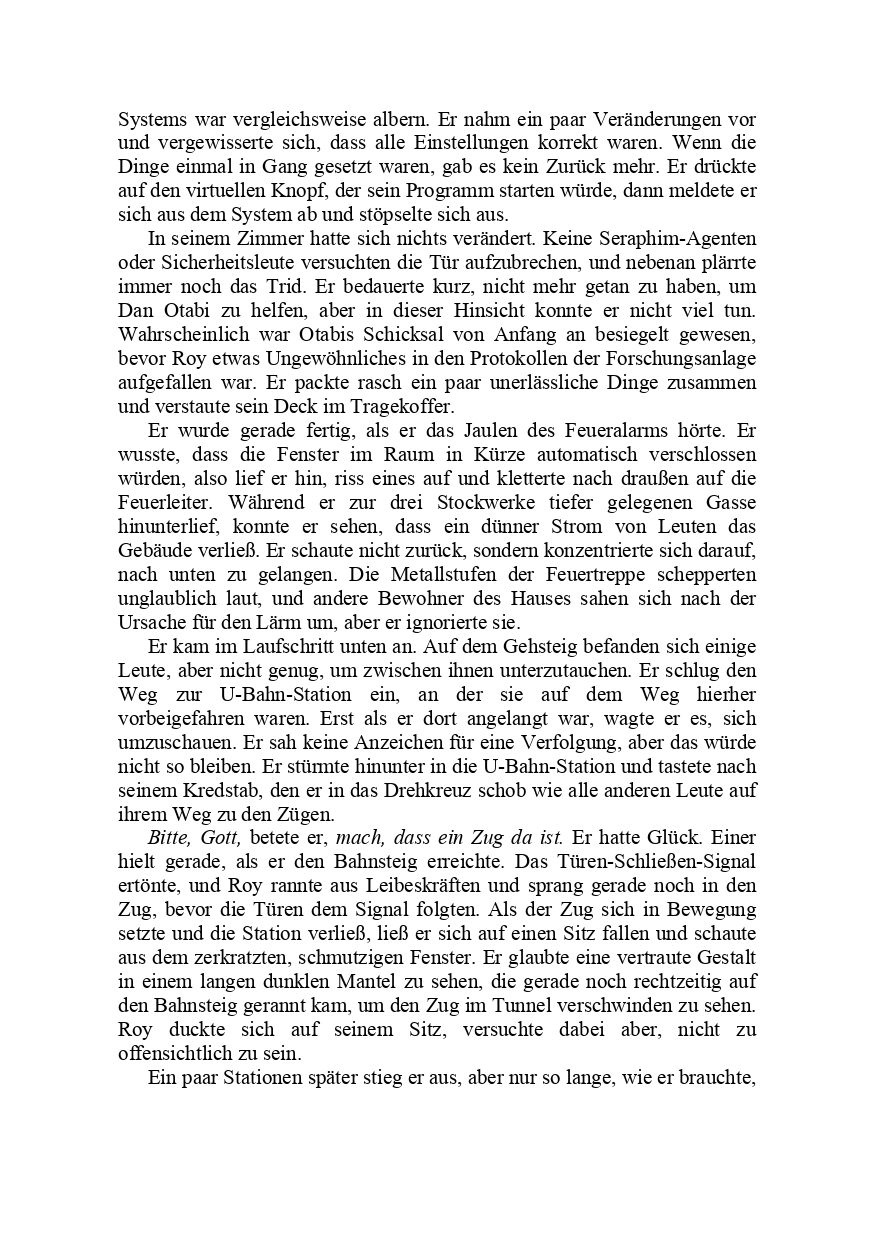 Systems war vergleichsweise albern. Er nahm ein paar Veränderungen vor
und vergewisserte sich, dass alle Einstellungen korrekt waren. Wenn die
Dinge einmal in Gang gesetzt waren, gab es kein Zurück mehr. Er drückte
auf den virtuellen Knopf, der sein Programm starten würde, dann meldete er
sich aus dem System ab und stöpselte sich aus.
In seinem Zimmer hatte sich nichts verändert. Keine Seraphim-Agenten
oder Sicherheitsleute versuchten die Tür aufzubrechen, und nebenan plärrte
immer noch das Trid. Er bedauerte kurz, nicht mehr getan zu haben, um
Dan Otabi zu helfen, aber in dieser Hinsicht konnte er nicht viel tun.
Wahrscheinlich war Otabis Schicksal von Anfang an besiegelt gewesen,
bevor Roy etwas Ungewöhnliches in den Protokollen der Forschungsanlage
aufgefallen war. Er packte rasch ein paar unerlässliche Dinge zusammen
und verstaute sein Deck im Tragekoffer.
Er wurde gerade fertig, als er das Jaulen des Feueralarms hörte. Er
wusste, dass die Fenster im Raum in Kürze automatisch verschlossen
würden, also lief er hin, riss eines auf und kletterte nach draußen auf die
Feuerleiter. Während er zur drei Stockwerke tiefer gelegenen Gasse
hinunterlief, konnte er sehen, dass ein dünner Strom von Leuten das
Gebäude verließ. Er schaute nicht zurück, sondern konzentrierte sich darauf,
nach unten zu gelangen. Die Metallstufen der Feuertreppe schepperten
unglaublich laut, und andere Bewohner des Hauses sahen sich nach der
Ursache für den Lärm um, aber er ignorierte sie.
Er kam im Laufschritt unten an. Auf dem Gehsteig befanden sich einige
Leute, aber nicht genug, um zwischen ihnen unterzutauchen. Er schlug den
Weg zur U-Bahn-Station ein, an der sie auf dem Weg hierher
vorbeigefahren waren. Erst als er dort angelangt war, wagte er es, sich
umzuschauen. Er sah keine Anzeichen für eine Verfolgung, aber das würde
nicht so bleiben. Er stürmte hinunter in die U-Bahn-Station und tastete nach
seinem Kredstab, den er in das Drehkreuz schob wie alle anderen Leute auf
ihrem Weg zu den Zügen.
Bitte, Gott, betete er, mach, dass ein Zug da ist. Er hatte Glück. Einer
hielt gerade, als er den Bahnsteig erreichte. Das Türen-Schließen-Signal
ertönte, und Roy rannte aus Leibeskräften und sprang gerade noch in den
Zug, bevor die Türen dem Signal folgten. Als der Zug sich in Bewegung
setzte und die Station verließ, ließ er sich auf einen Sitz fallen und schaute
aus dem zerkratzten, schmutzigen Fenster. Er glaubte eine vertraute Gestalt
in einem langen dunklen Mantel zu sehen, die gerade noch rechtzeitig auf
den Bahnsteig gerannt kam, um den Zug im Tunnel verschwinden zu sehen.
Roy duckte sich auf seinem Sitz, versuchte dabei aber, nicht zu
offensichtlich zu sein.
Ein paar Stationen später stieg er aus, aber nur so lange, wie er brauchte,